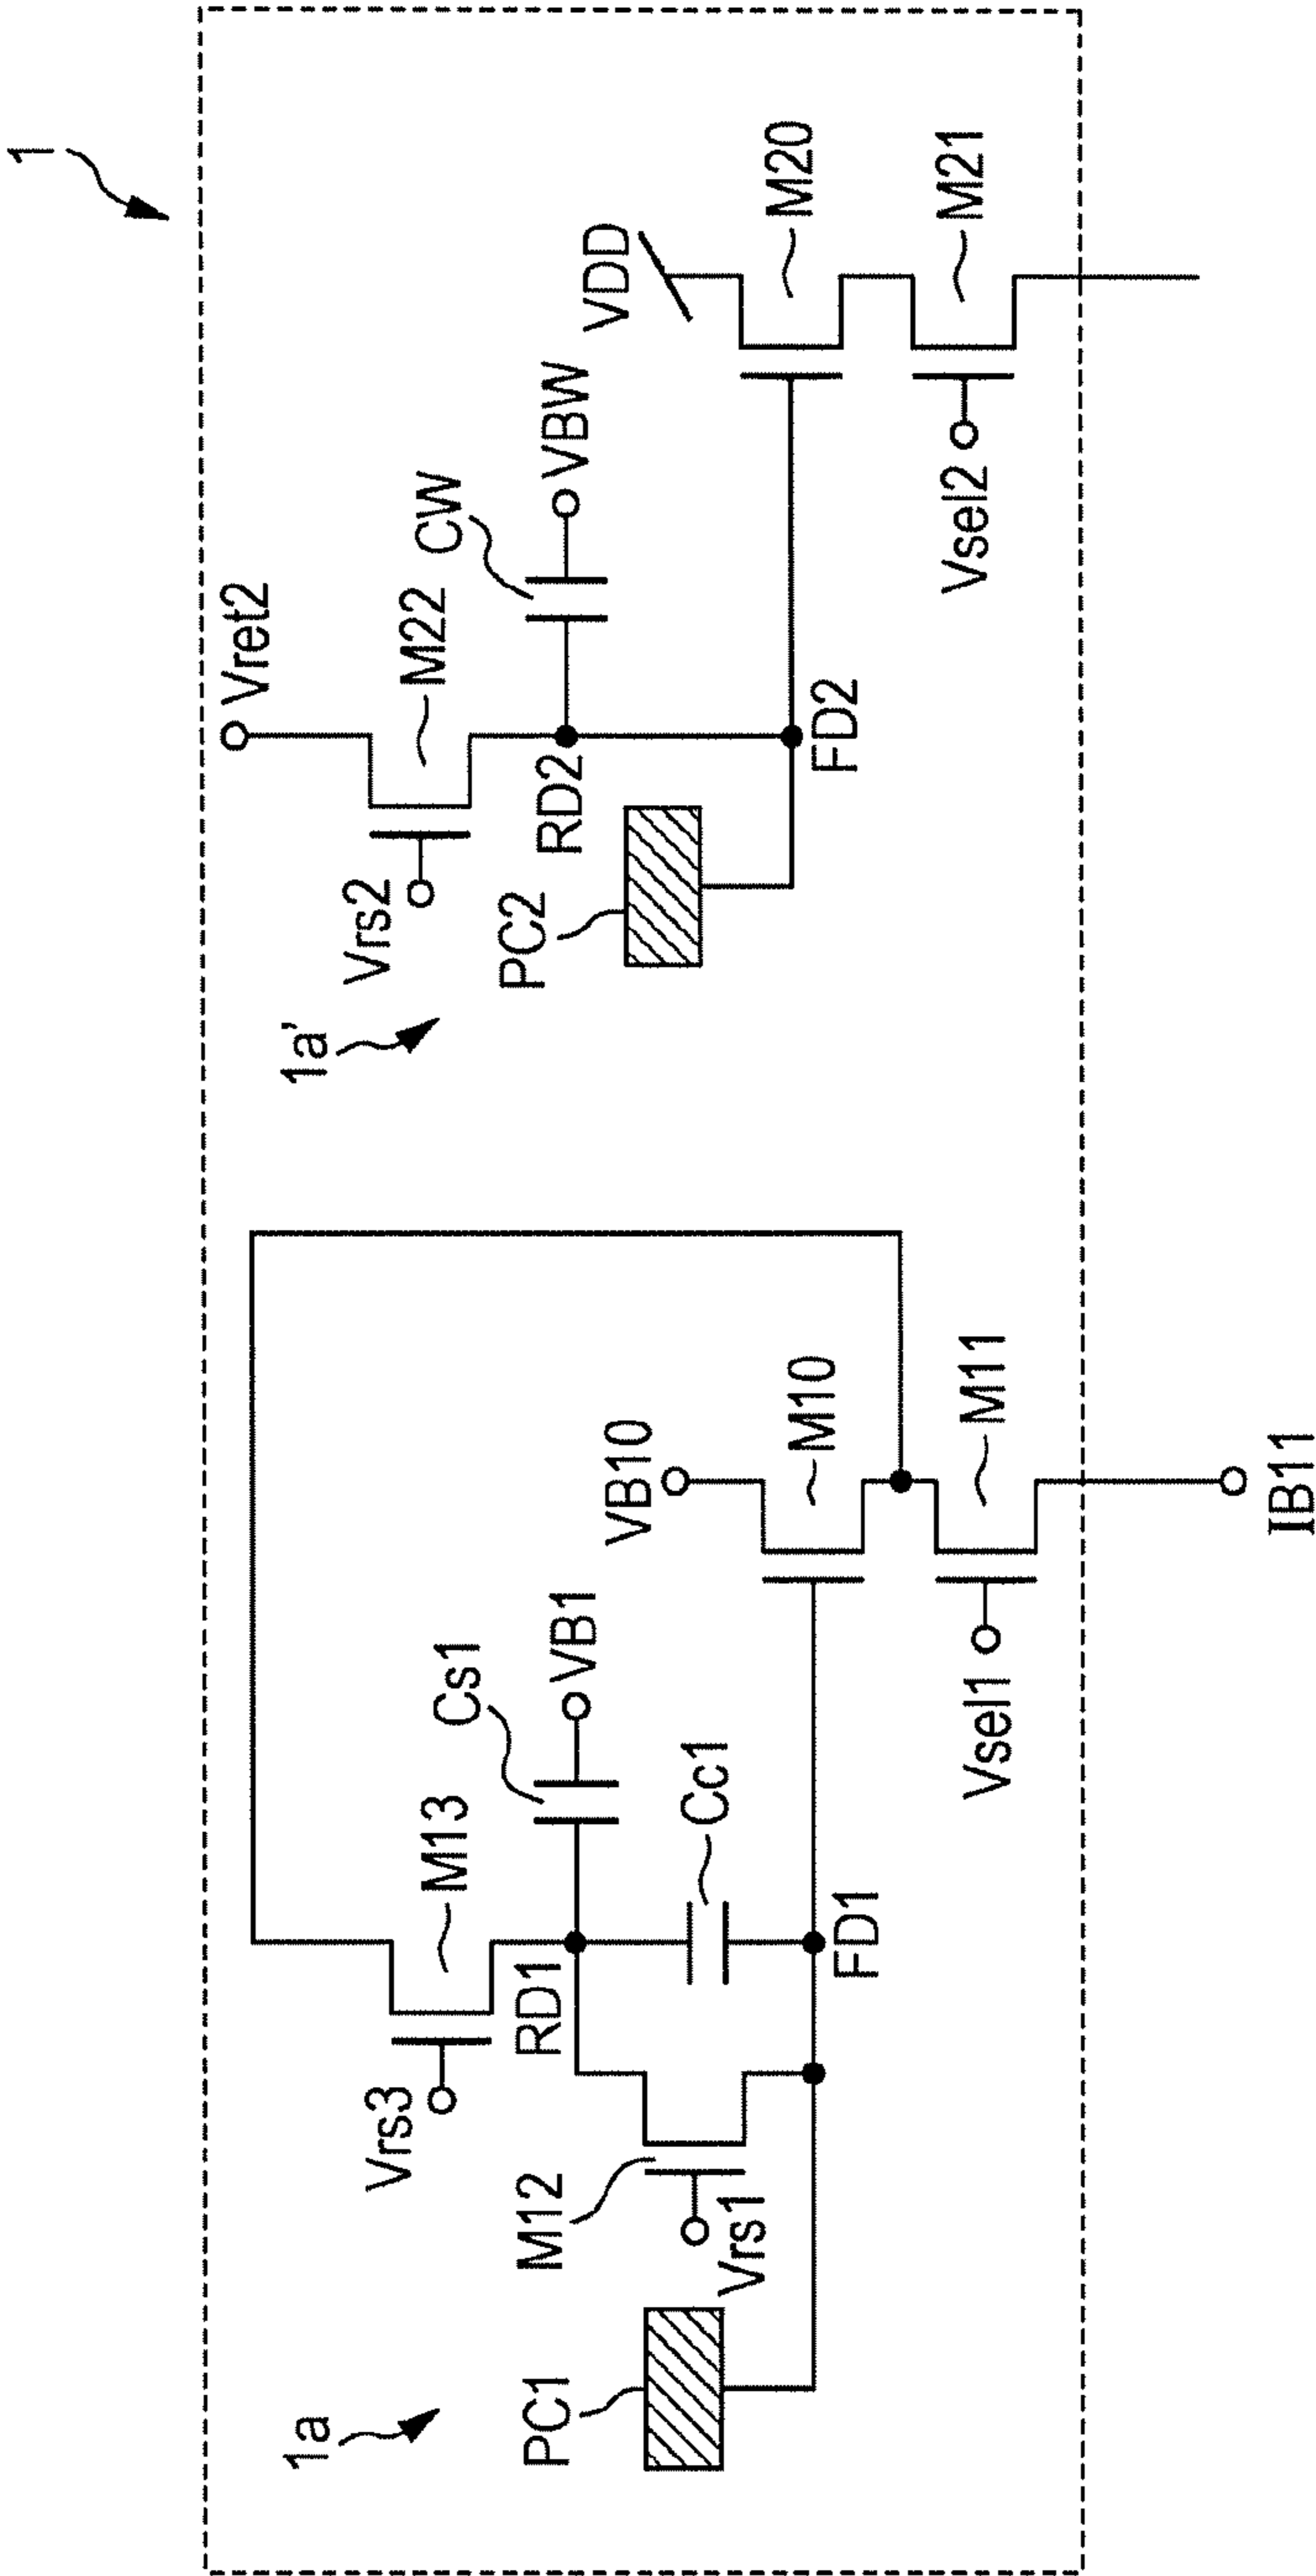 1
1a
Vrs3
M13
Cs1
VB1
RD1
M12
Vrs1
Cc1
PC1
FD1
VB10
M10
M11
Vsel1
IB11
1a'
Vret2
Vrs2
M22
CW
VBW
RD2
PC2
FD2
VDD
M20
M21
Vsel2